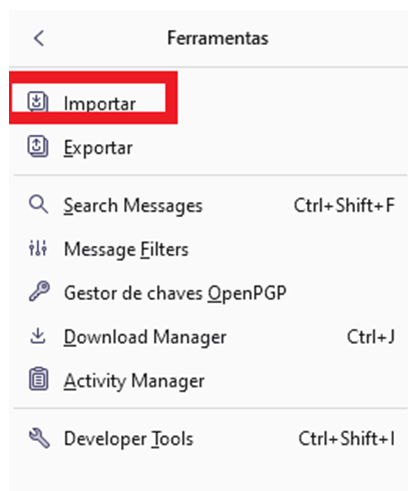 Ferramentas
Importar
Exportar
Search Messages Ctrl+Shift+F
Message Filters
Gestor de chaves OpenPGP
Download Manager Ctrl+J
Activity Manager
Developer Tools Ctrl+Shift+I